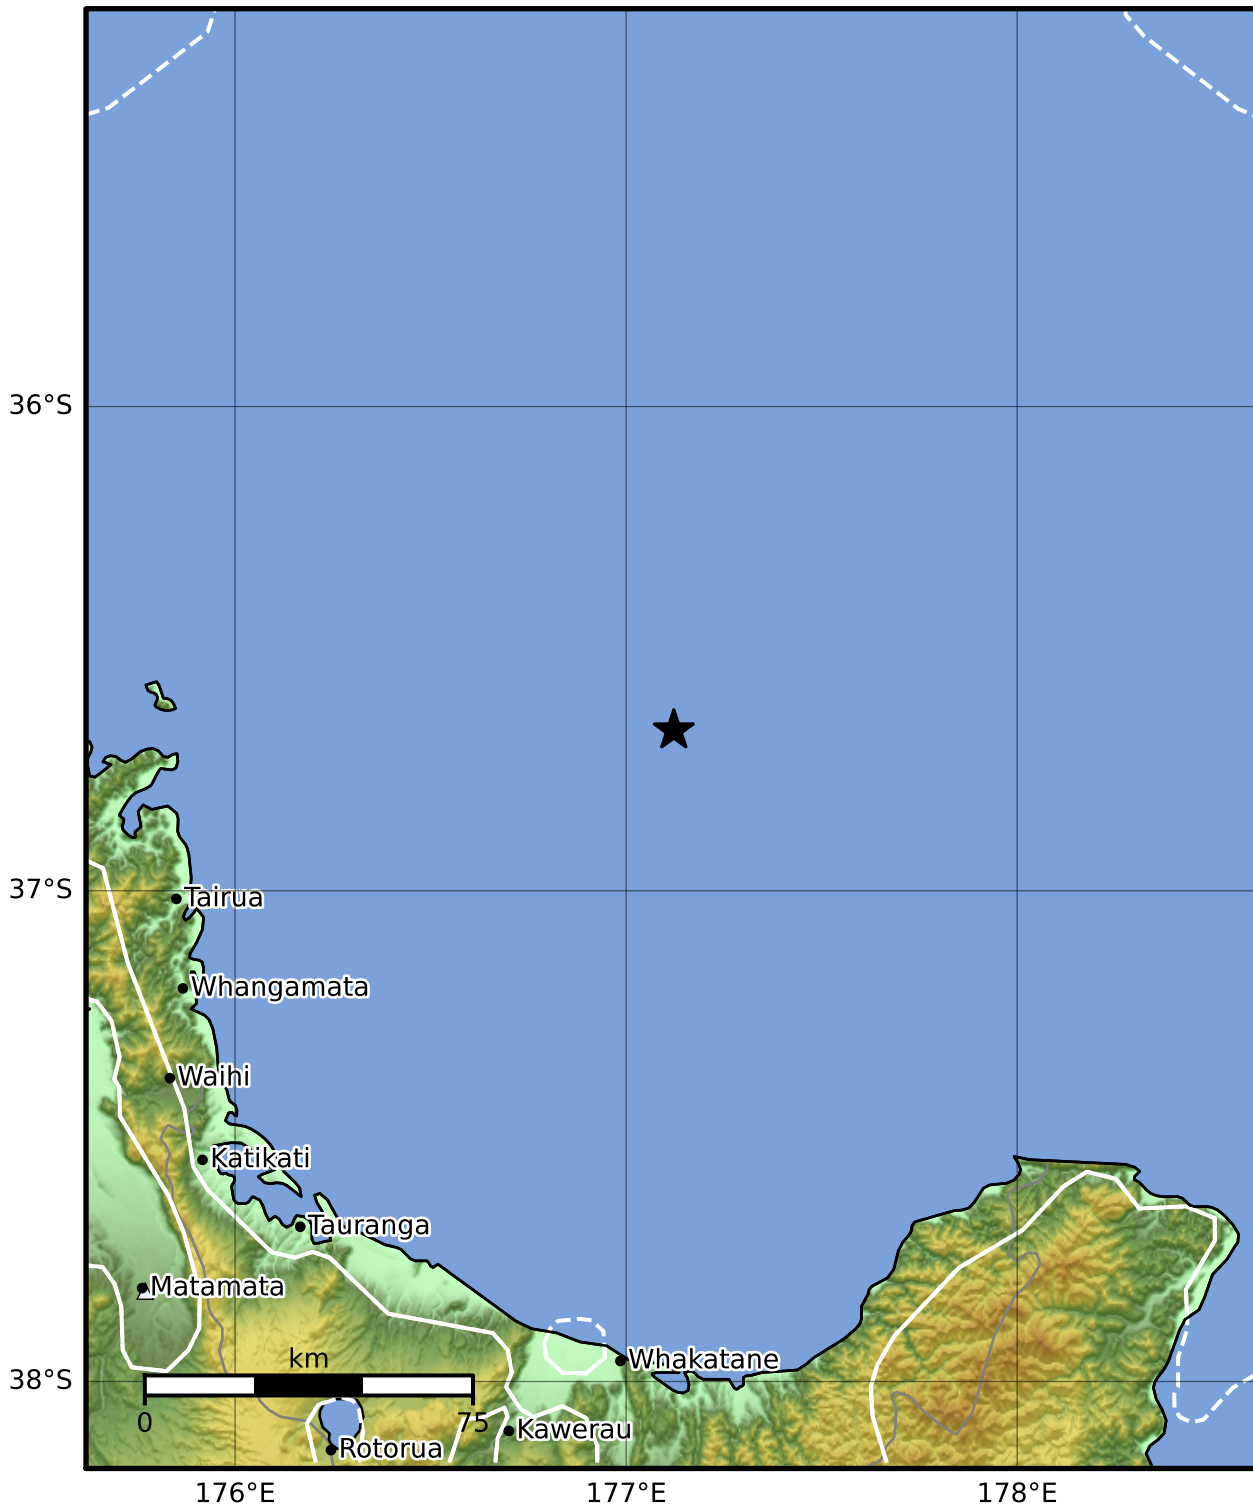 36°S
37°S
Tairua
Whangamata
Waihi
Katikati
Tauranga
Matamata
km
Whakatane
38°S
0
75
Kawerau
Rotorua
176°E
177°E
178°E